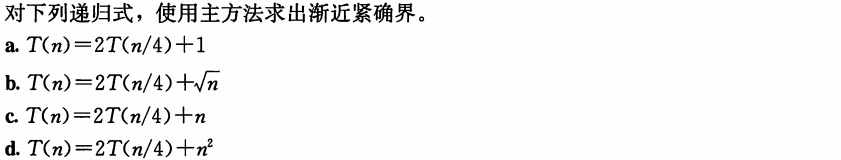 对下列递归式，使用主方法求出渐近紧确界。
a. T(n)=2T(n/4)+1
b. T(n)=2T(n/4)+√n
c. T(n)=2T(n/4)+n
d. T(n)=2T(n/4)+n²